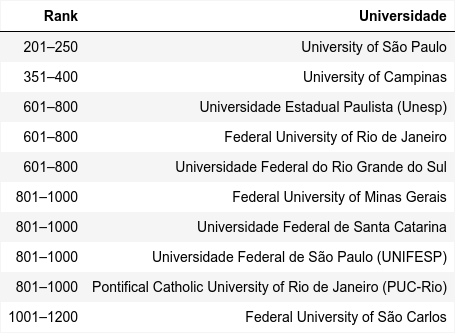 Rank Universidade
201–250 University of São Paulo
351–400 University of Campinas
601–800 Universidade Estadual Paulista (Unesp)
601–800 Federal University of Rio de Janeiro
601–800 Universidade Federal do Rio Grande do Sul
801–1000 Federal University of Minas Gerais
801–1000 Universidade Federal de Santa Catarina
801–1000 Universidade Federal de São Paulo (UNIFESP)
801–1000 Pontifical Catholic University of Rio de Janeiro (PUC-Rio)
1001–1200 Federal University of São Carlos